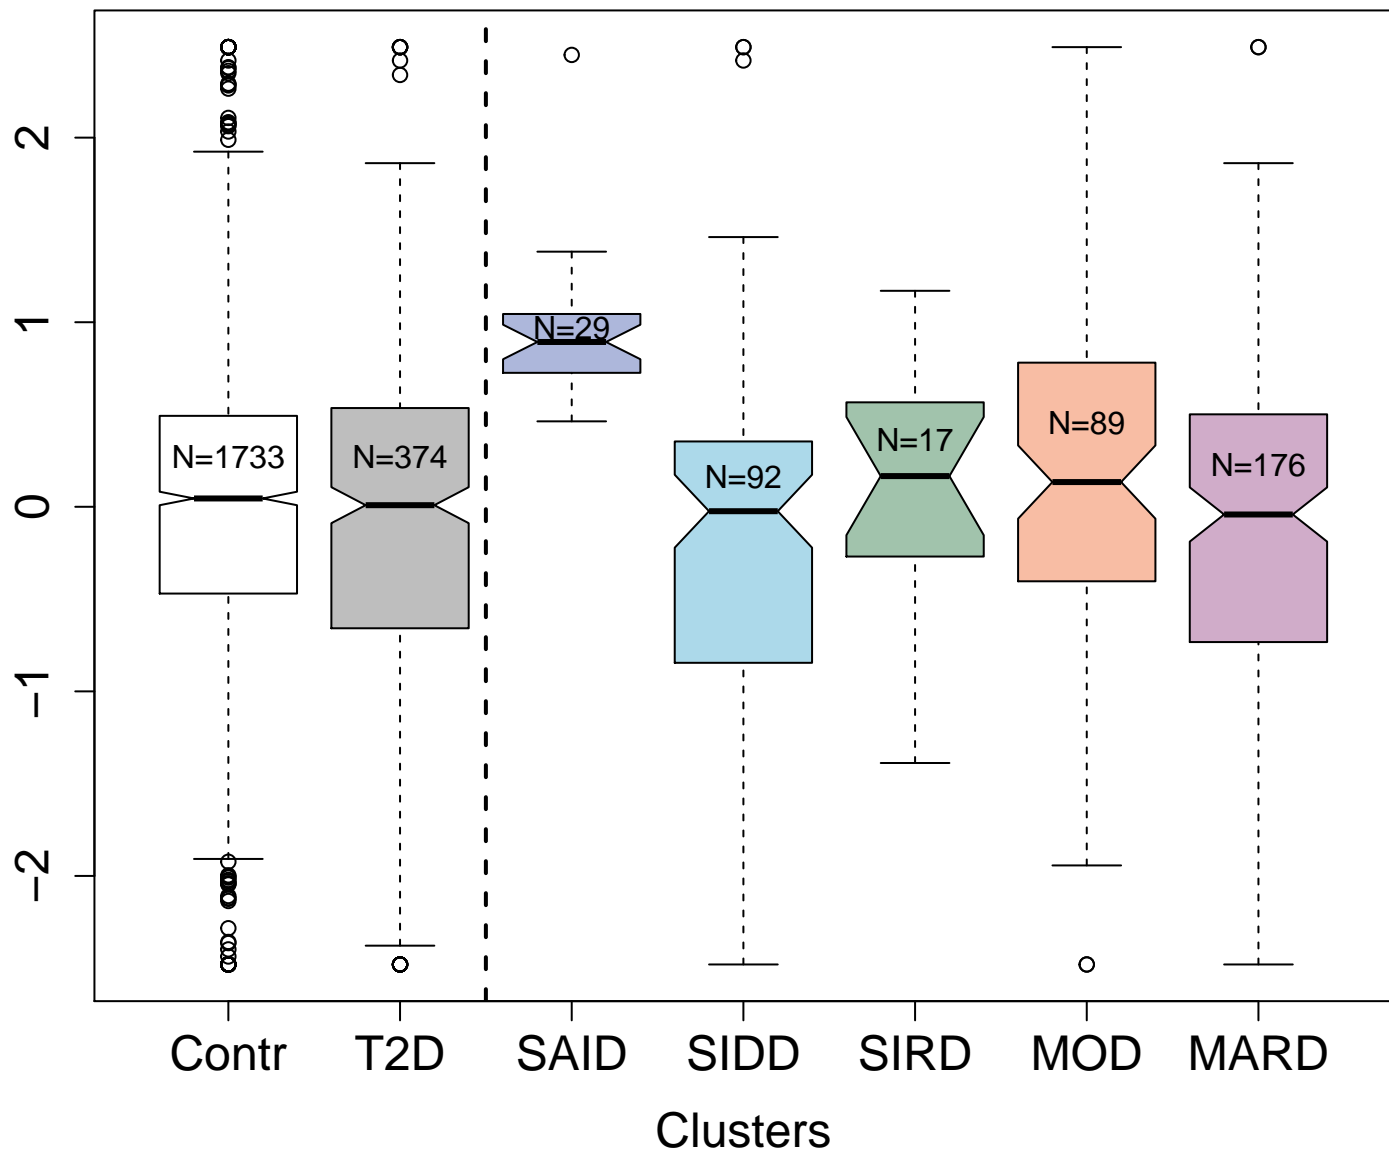 2
1
0
−1
−2
N=1733
N=374
N=29
N=92
N=17
N=89
N=176
Contr T2D SAID SIDD SIRD MOD MARD
Clusters